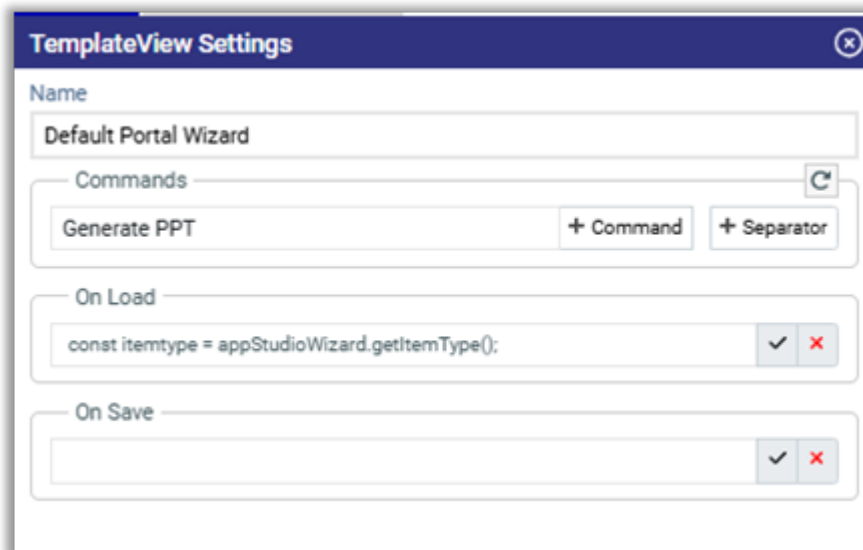 TemplateView Settings
Name
Default Portal Wizard
Commands
Generate PPT + Command + Separator
On Load
const itemtype = appStudioWizard.getItemType();
On Save